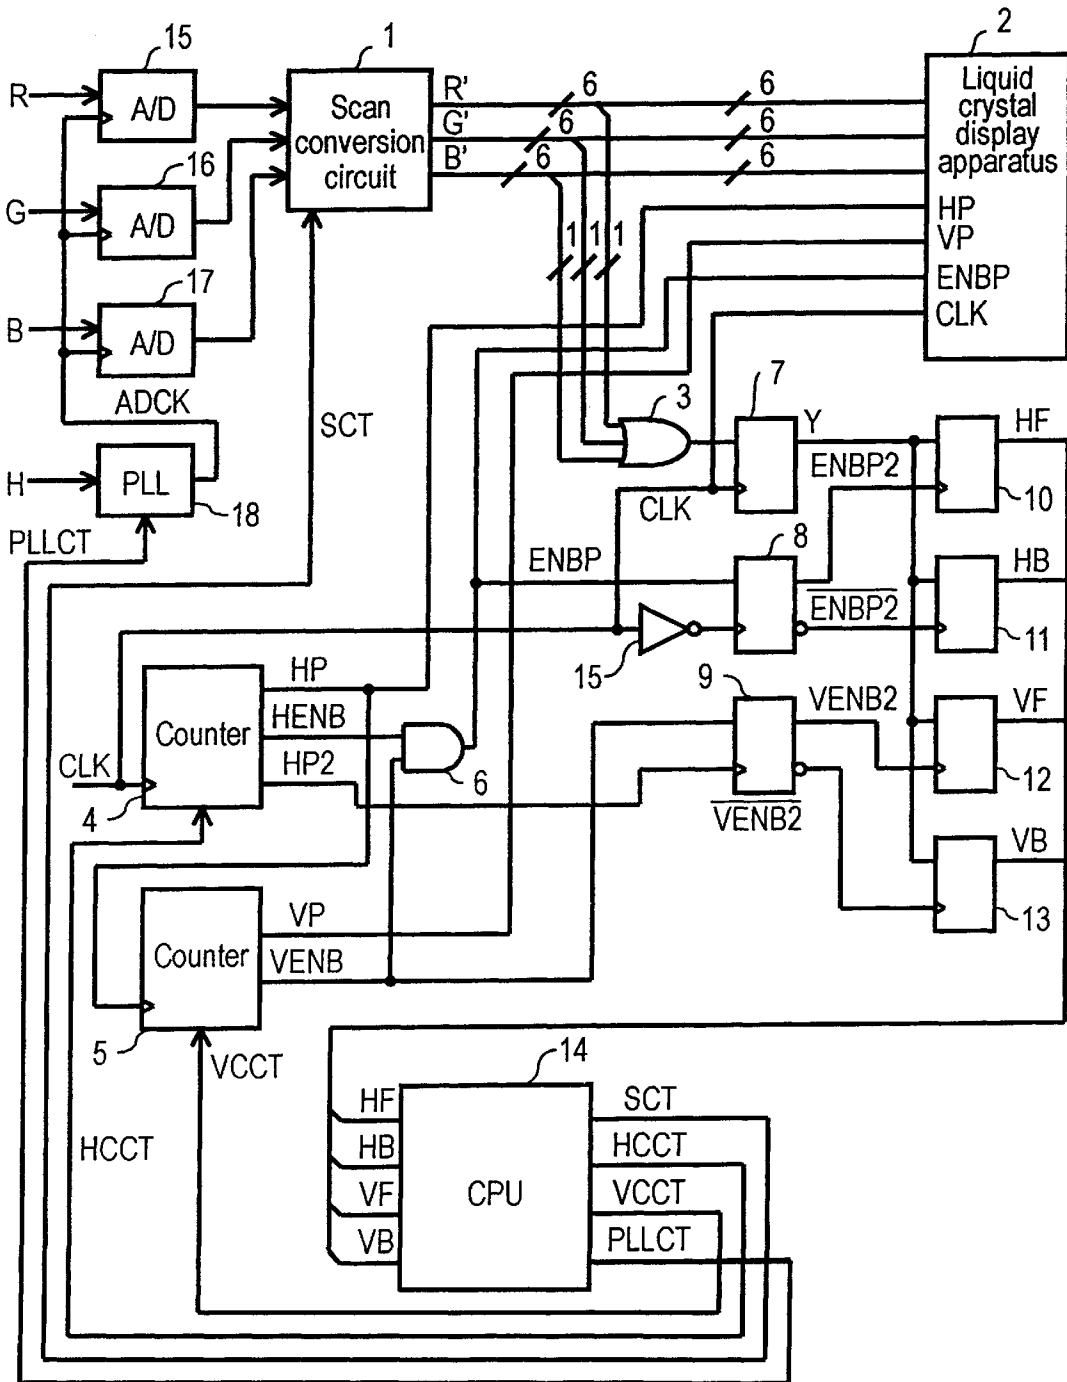 15
1
2
R
A/D
Scan
conversion
circuit
R'
6
6
G'
6
6
B'
6
6
Liquid
crystal
display
apparatus
16
G
A/D
HP
VP
1
1
1
ENBP
17
B
A/D
CLK
ADCK
SCT
3
7
Y
HF
ENBP2
H
PLL
18
CLK
10
PLLCT
ENBP
8
HB
ENBP2
15
11
HP
9
VENB2
VF
Counter
HENB
CLK
HP2
4
6
12
VENB2
VB
VP
Counter
VENB
13
5
VCCT
14
HCCT
HF
HB
VF
VB
CPU
SCT
HCCT
VCCT
PLLCT